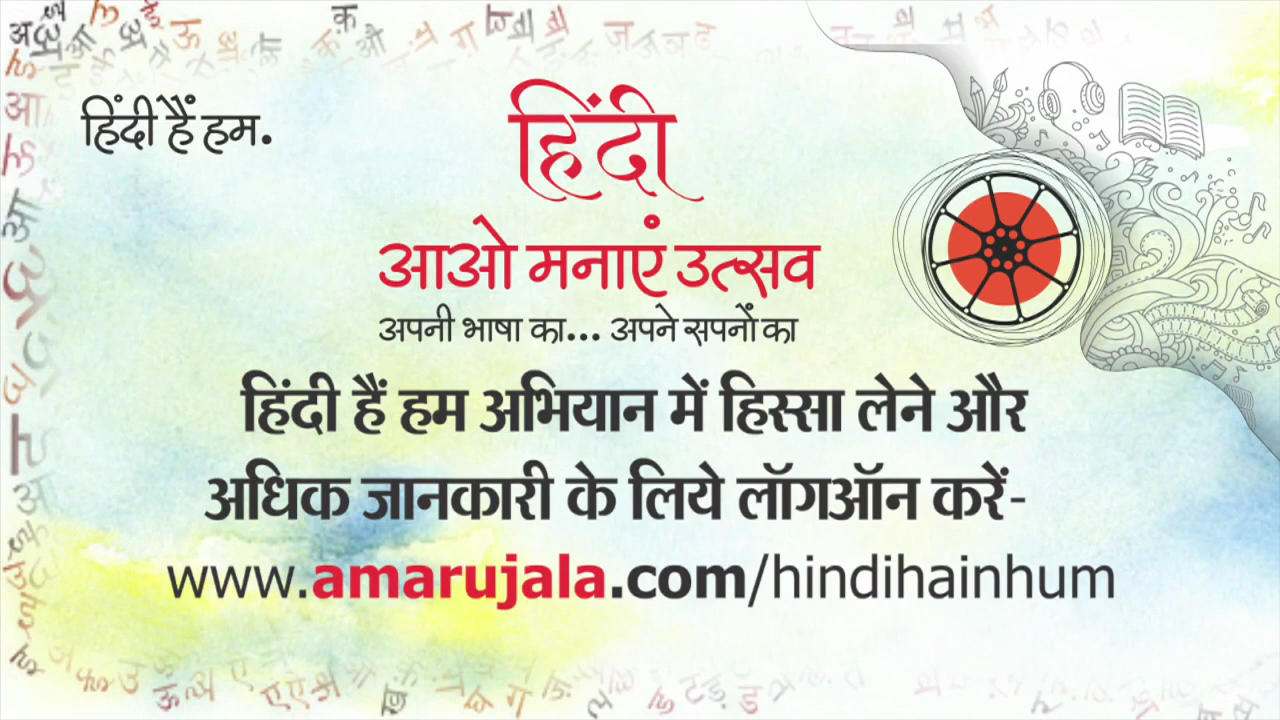 हिंदी हैं हम.
हिंदी
आओ मनाएं उत्सव
अपनी भाषा का... अपने सपनों का
हिंदी हैं हम अभियान में हिस्सा लेने और
अधिक जानकारी के लिये लॉगऑन करें-
www.amarujala.com/hindihainhum